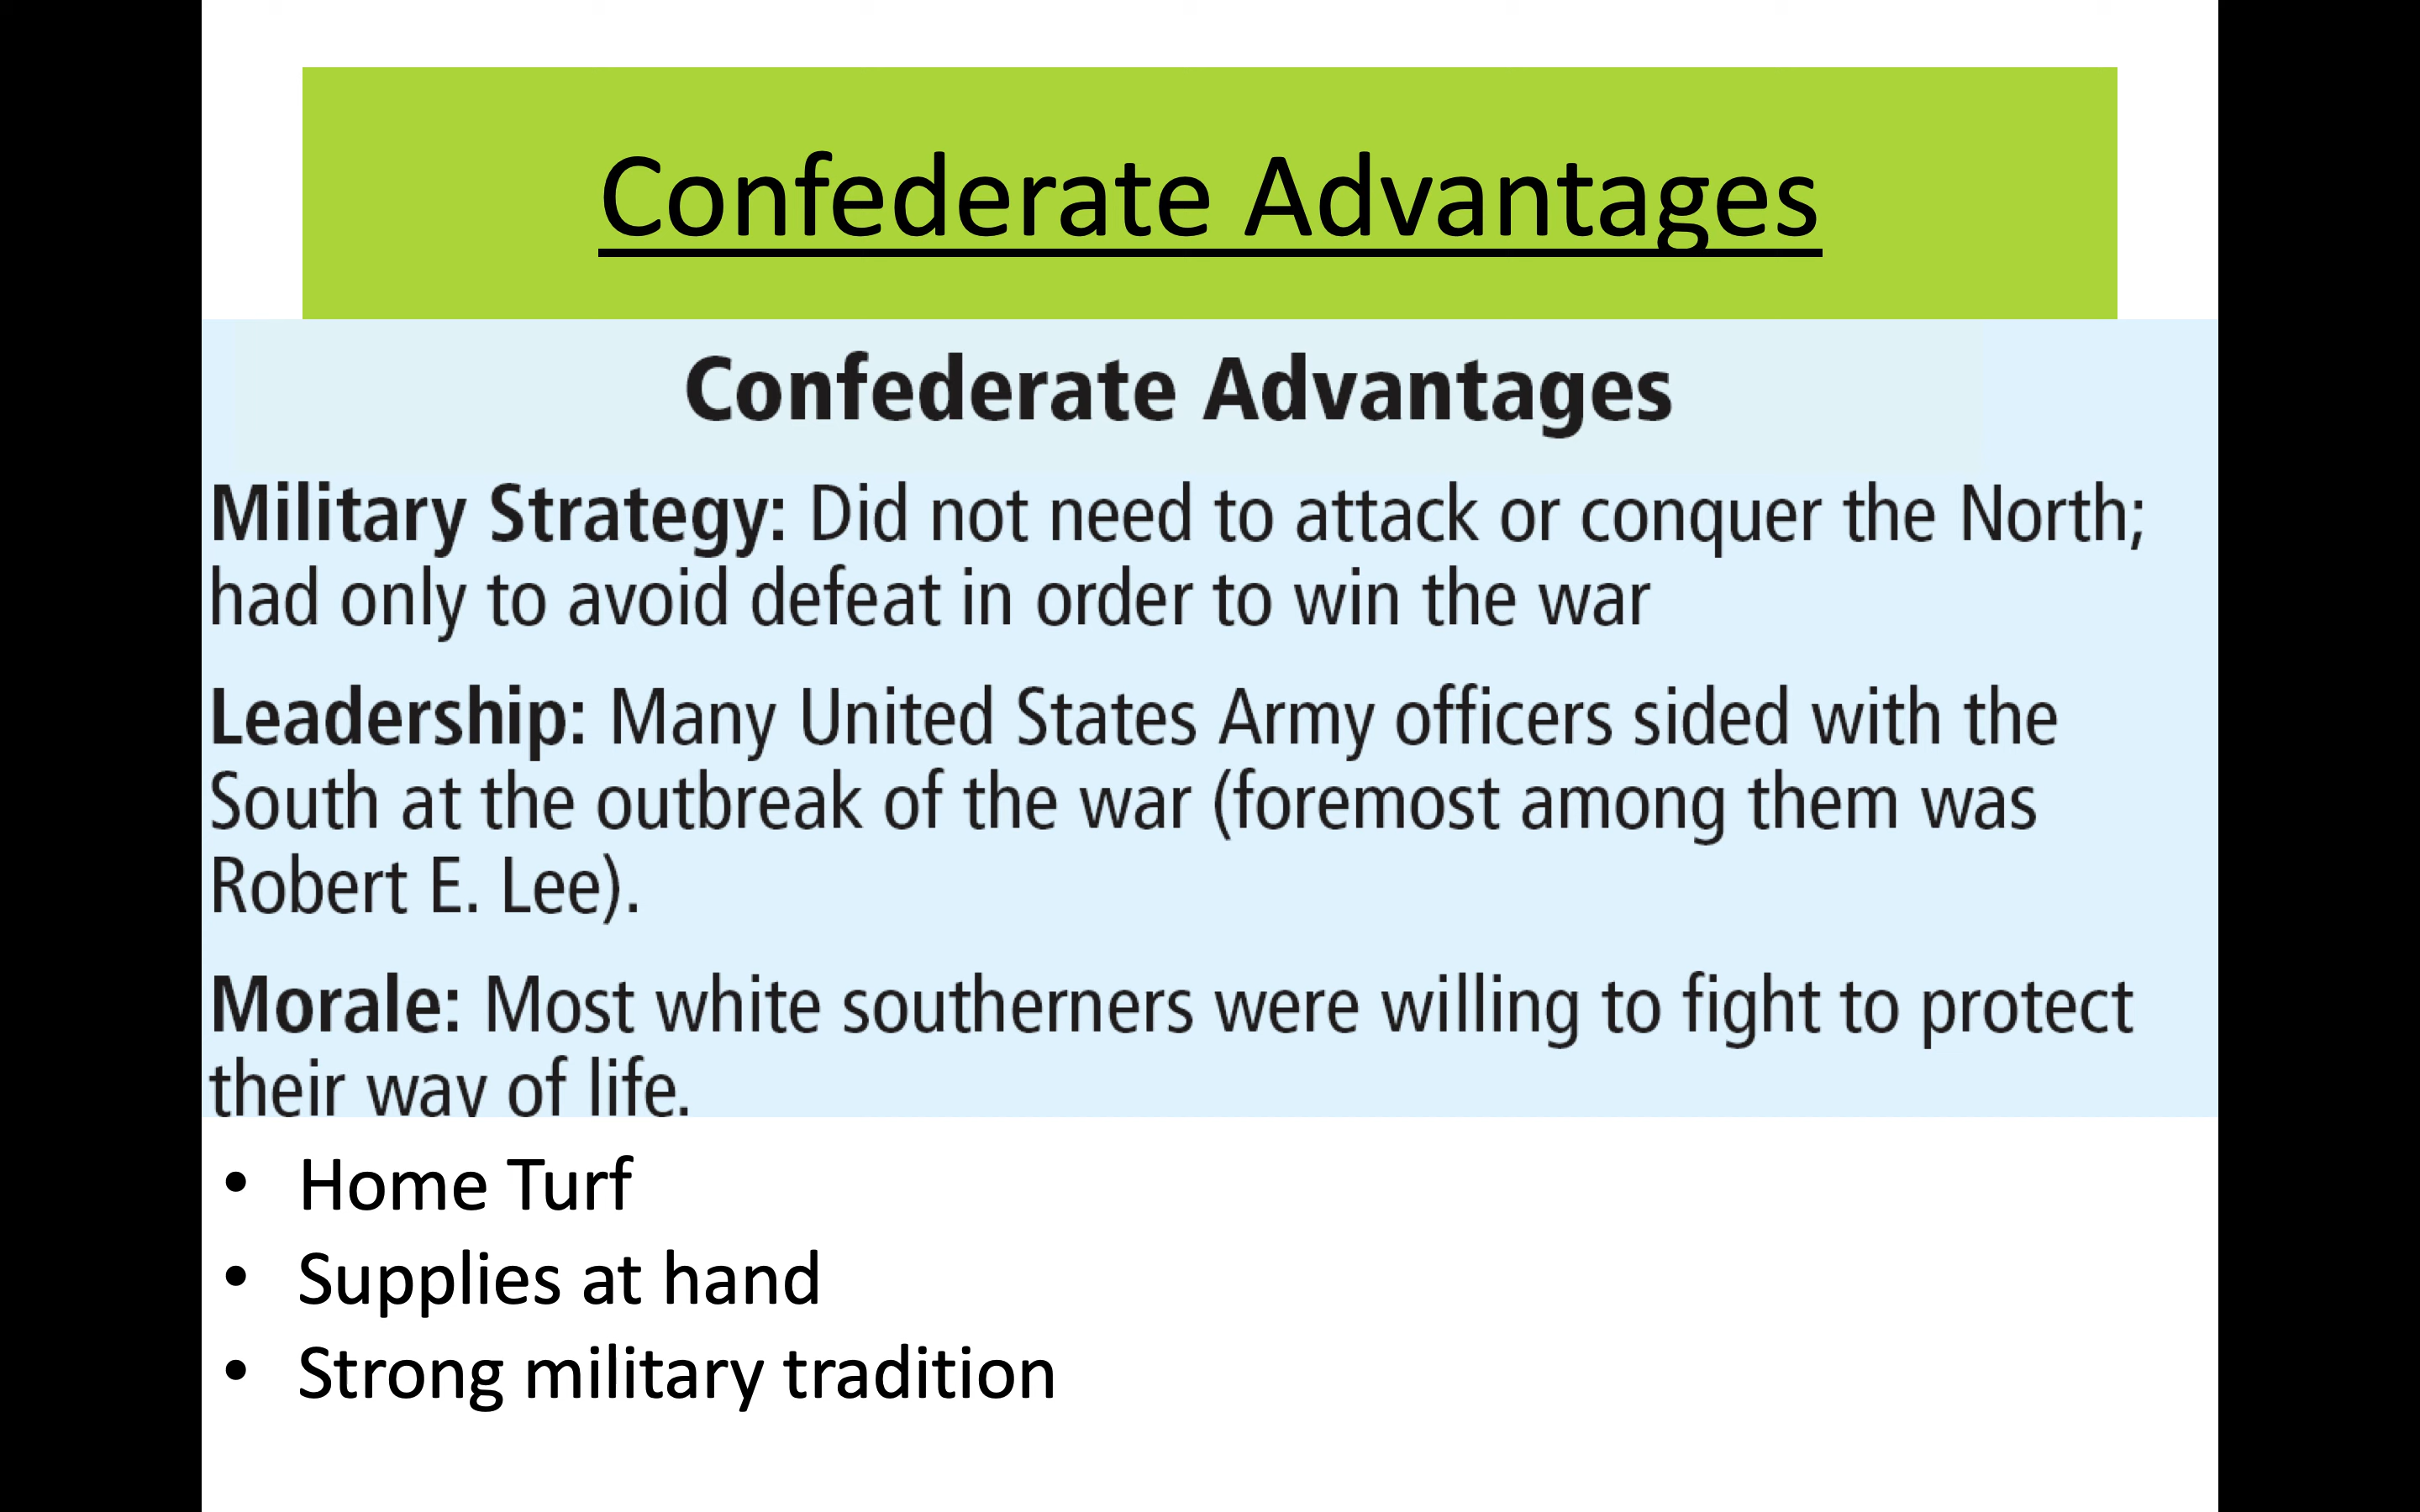 Confederate Advantages
Confederate Advantages
Military Strategy: Did not need to attack or conquer the North;
had only to avoid defeat in order to win the war
Leadership: Many United States Army officers sided with the
South at the outbreak of the war (foremost among them was
Robert E. Lee).
Morale: Most white southerners were willing to fight to protect
their way of life.
• Home Turf
• Supplies at hand
• Strong military tradition